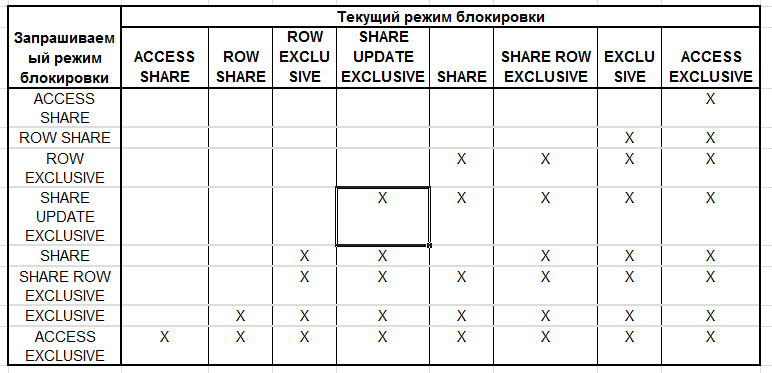 Текущий режим блокировки
Запрашиваем
ый режим
блокировки
ACCESS
SHARE
ROW
SHARE
ROW
EXCLU
SIVE
SHARE
UPDATE
EXCLUSIVE
SHARE
SHARE ROW
EXCLUSIVE
EXCLU
SIVE
ACCESS
EXCLUSIVE
ACCESS
SHARE
X
ROW SHARE X X
ROW
EXCLUSIVE
X X X X
SHARE
UPDATE
EXCLUSIVE
X X X X X
SHARE X X X X X
SHARE ROW
EXCLUSIVE
X X X X X X
EXCLUSIVE X X X X X X X
ACCESS
EXCLUSIVE
X X X X X X X X